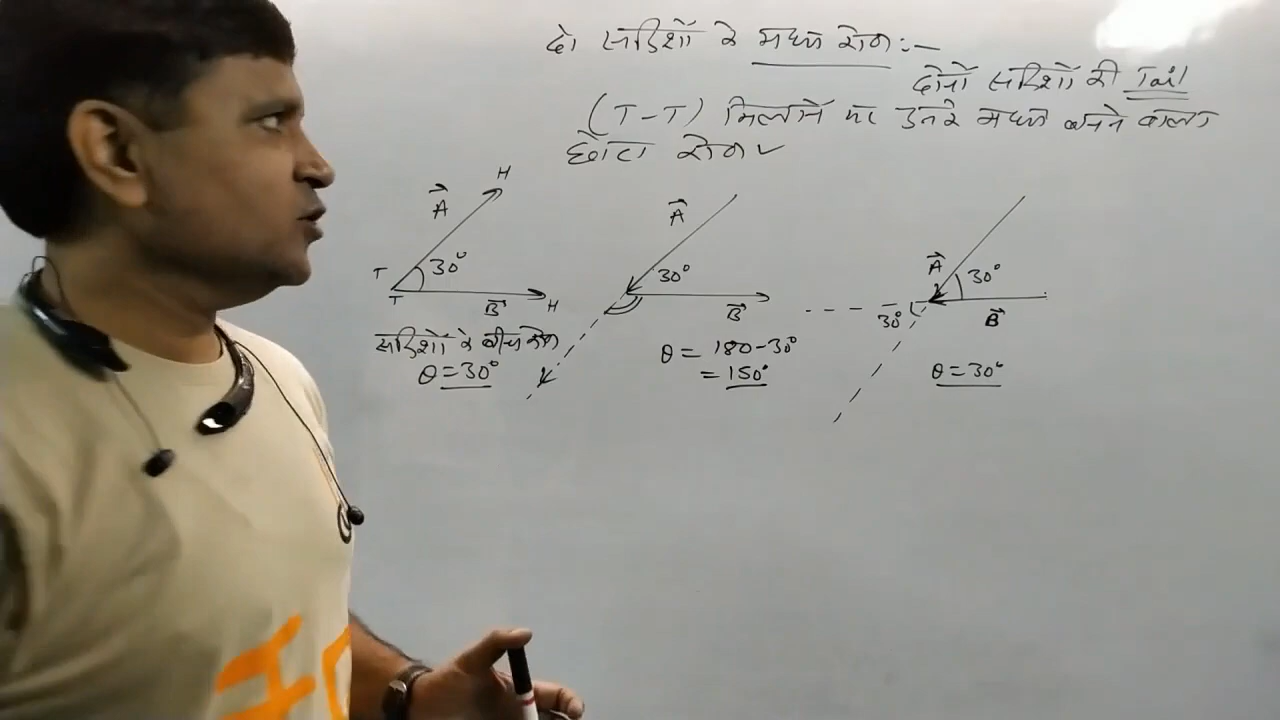 दो सदिशों के मध्य कोण :-
दोनों सदिशों की Tail
(T-T) मिलाने पर उनके मध्य बनने वाला
छोटा कोण
H
A
T
30°
T
B
H
सदिशों के बीच कोण
θ = 30°
A
30°
B
θ = 180-30°
= 150°
A
30°
30°
B
θ = 30°